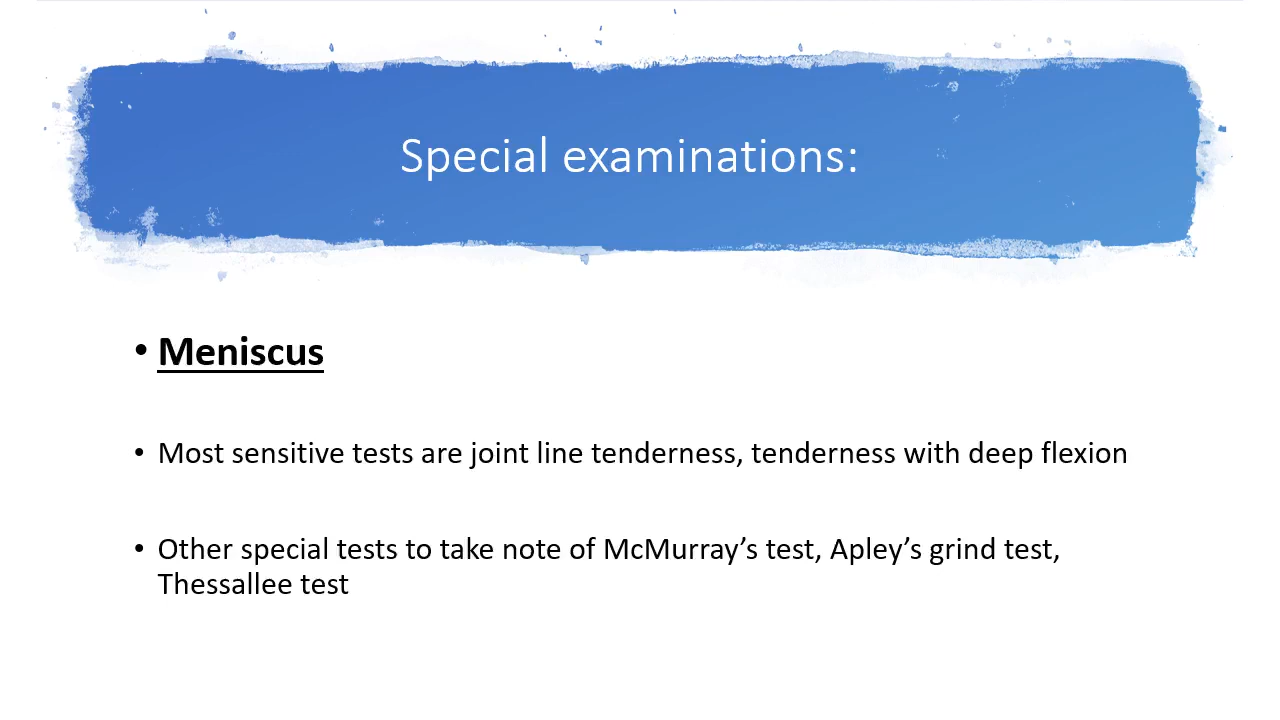 Special examinations:
• Meniscus
• Most sensitive tests are joint line tenderness, tenderness with deep flexion
• Other special tests to take note of McMurray’s test, Apley’s grind test,
Thessallee test